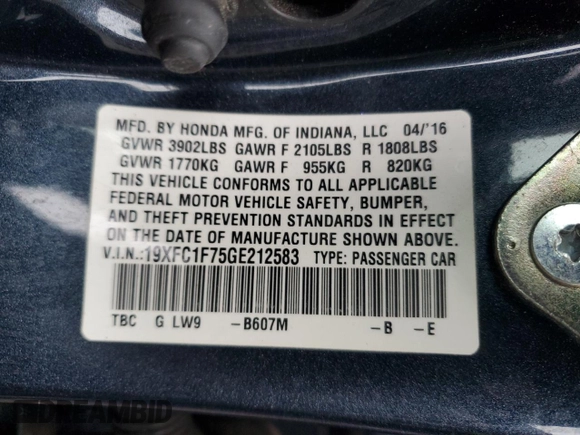 MFD. BY HONDA MFG. OF INDIANA, LLC 04/'16
GVWR 3902LBS GAWR F 2105LBS R 1808LBS
GVWR 1770KG GAWR F 955KG R 820KG
THIS VEHICLE CONFORMS TO ALL APPLICABLE
FEDERAL MOTOR VEHICLE SAFETY, BUMPER,
AND THEFT PREVENTION STANDARDS IN EFFECT
ON THE DATE OF MANUFACTURE SHOWN ABOVE.
V.I.N.:19XFC1F75GE212583 TYPE: PASSENGER CAR
TBC G LW9 -B607M -B -E
DREAMBID